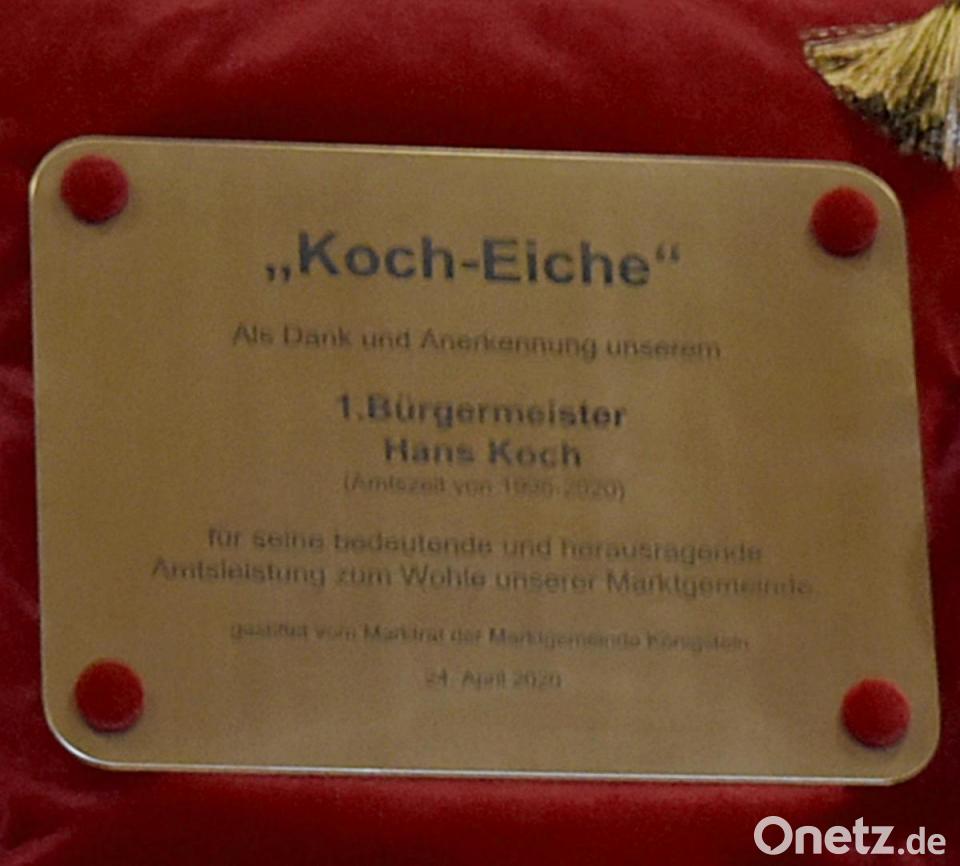 „Koch-Eiche“
Als Dank und Anerkennung unserem
1.Bürgermeister
Hans Koch
(Amtszeit von 1996-2020)
für seine bedeutende und herausragende
Amtsleistung zum Wohle unserer Marktgemeinde
gestiftet vom Marktrat der Marktgemeinde Königstein
24. April 2020
Onetz.de